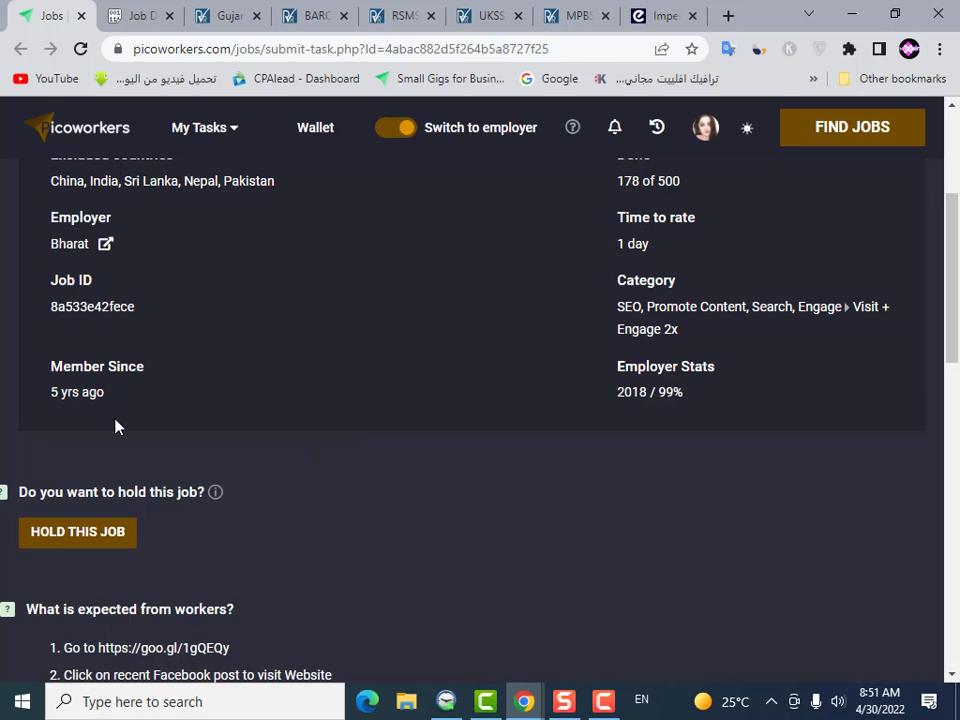 Jobs
Job D
Gujar
BARC
RSMS
UKSS
MPBS
Impe
picoworkers.com/jobs/submit-task.php?Id=4abac882d5f264b5a8727f25
YouTube
تحميل فيديو من اليو...
CPAlead - Dashboard
Small Gigs for Busin...
Google
ترافيك افلييت مجاني...
Other bookmarks
Picoworkers
My Tasks
Wallet
Switch to employer
FIND JOBS
Excluded countries
Done
China, India, Sri Lanka, Nepal, Pakistan
178 of 500
Employer
Time to rate
Bharat
1 day
Job ID
Category
8a533e42fece
SEO, Promote Content, Search, Engage Visit +
Engage 2x
Member Since
Employer Stats
5 yrs ago
2018 / 99%
Do you want to hold this job?
HOLD THIS JOB
What is expected from workers?
1. Go to https://goo.gl/1gQEQy
2. Click on recent Facebook post to visit Website
Type here to search
25°C
EN
8:51 AM
4/30/2022